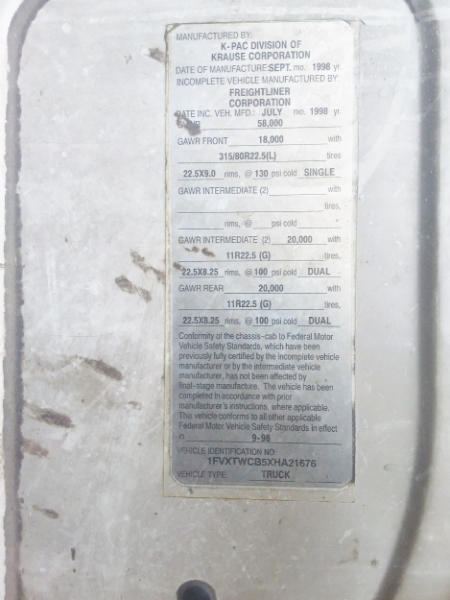 MANUFACTURED BY:
K-PAC DIVISION OF
KRAUSE CORPORATION
DATE OF MANUFACTURE SEPT. mo. 1998 yr.
INCOMPLETE VEHICLE MANUFACTURED BY:
FREIGHTLINER
CORPORATION
DATE INC. VEH. MFD.: JULY mo. 1998 yr.
58,000
GAWR FRONT 18,000 with
315/80R22.5(L) tires
22.5X9.0 rims, @ 130 psi cold SINGLE
GAWR INTERMEDIATE (2) with
tires,
rims, @ psi cold
GAWR INTERMEDIATE (2) 20,000 with
11R22.5 (G) tires,
22.5X8.25 rims, @ 100 psi cold DUAL
GAWR REAR 20,000 with
11R22.5 (G) tires,
22.5X8.25 rims, @ 100 psi cold DUAL
Conformity of the chassis-cab to Federal Motor
Vehicle Safety Standards, which have been
previously fully certified by the incomplete vehicle
manufacturer or by the intermediate vehicle
manufacturer, has not been affected by
final-stage manufacture. The vehicle has been
completed in accordance with prior
manufacturer's instructions, where applicable.
This vehicle conforms to all other applicable
Federal Motor Vehicle Safety Standards in effect
9-98
VEHICLE IDENTIFICATION NO:
1FVXTWCB5XHA21676
VEHICLE TYPE: TRUCK